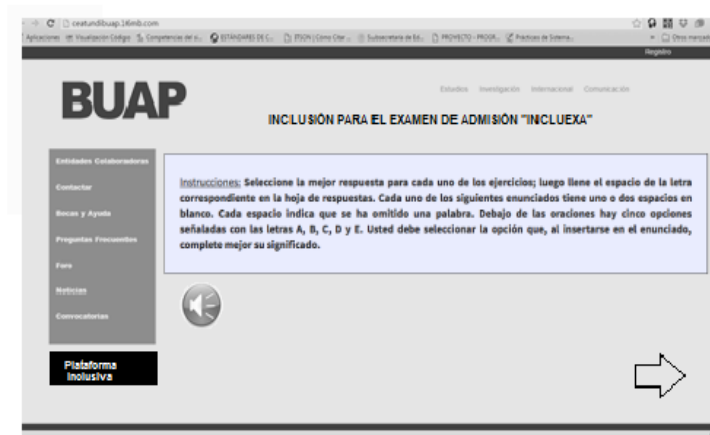 ceatundibuap.16mb.com
Aplicaciones
Registro
BUAP
Estudios Investigación Internacional Comunicación
INCLUSIÓN PARA EL EXAMEN DE ADMISIÓN "INICLUEXA"
Entidades Colaboradoras
Contactar
Becas y Ayuda
Preguntas Frecuentes
Foro
Noticias
Convocatorias
Plataforma
Inclusiva
Instrucciones: Seleccione la mejor respuesta para cada uno de los ejercicios; luego llene el espacio de la letra
correspondiente en la hoja de respuestas. Cada uno de los siguientes enunciados tiene uno o dos espacios en
blanco. Cada espacio indica que se ha omitido una palabra. Debajo de las oraciones hay cinco opciones
señaladas con las letras A, B, C, D y E. Usted debe seleccionar la opción que, al insertarse en el enunciado,
complete mejor su significado.